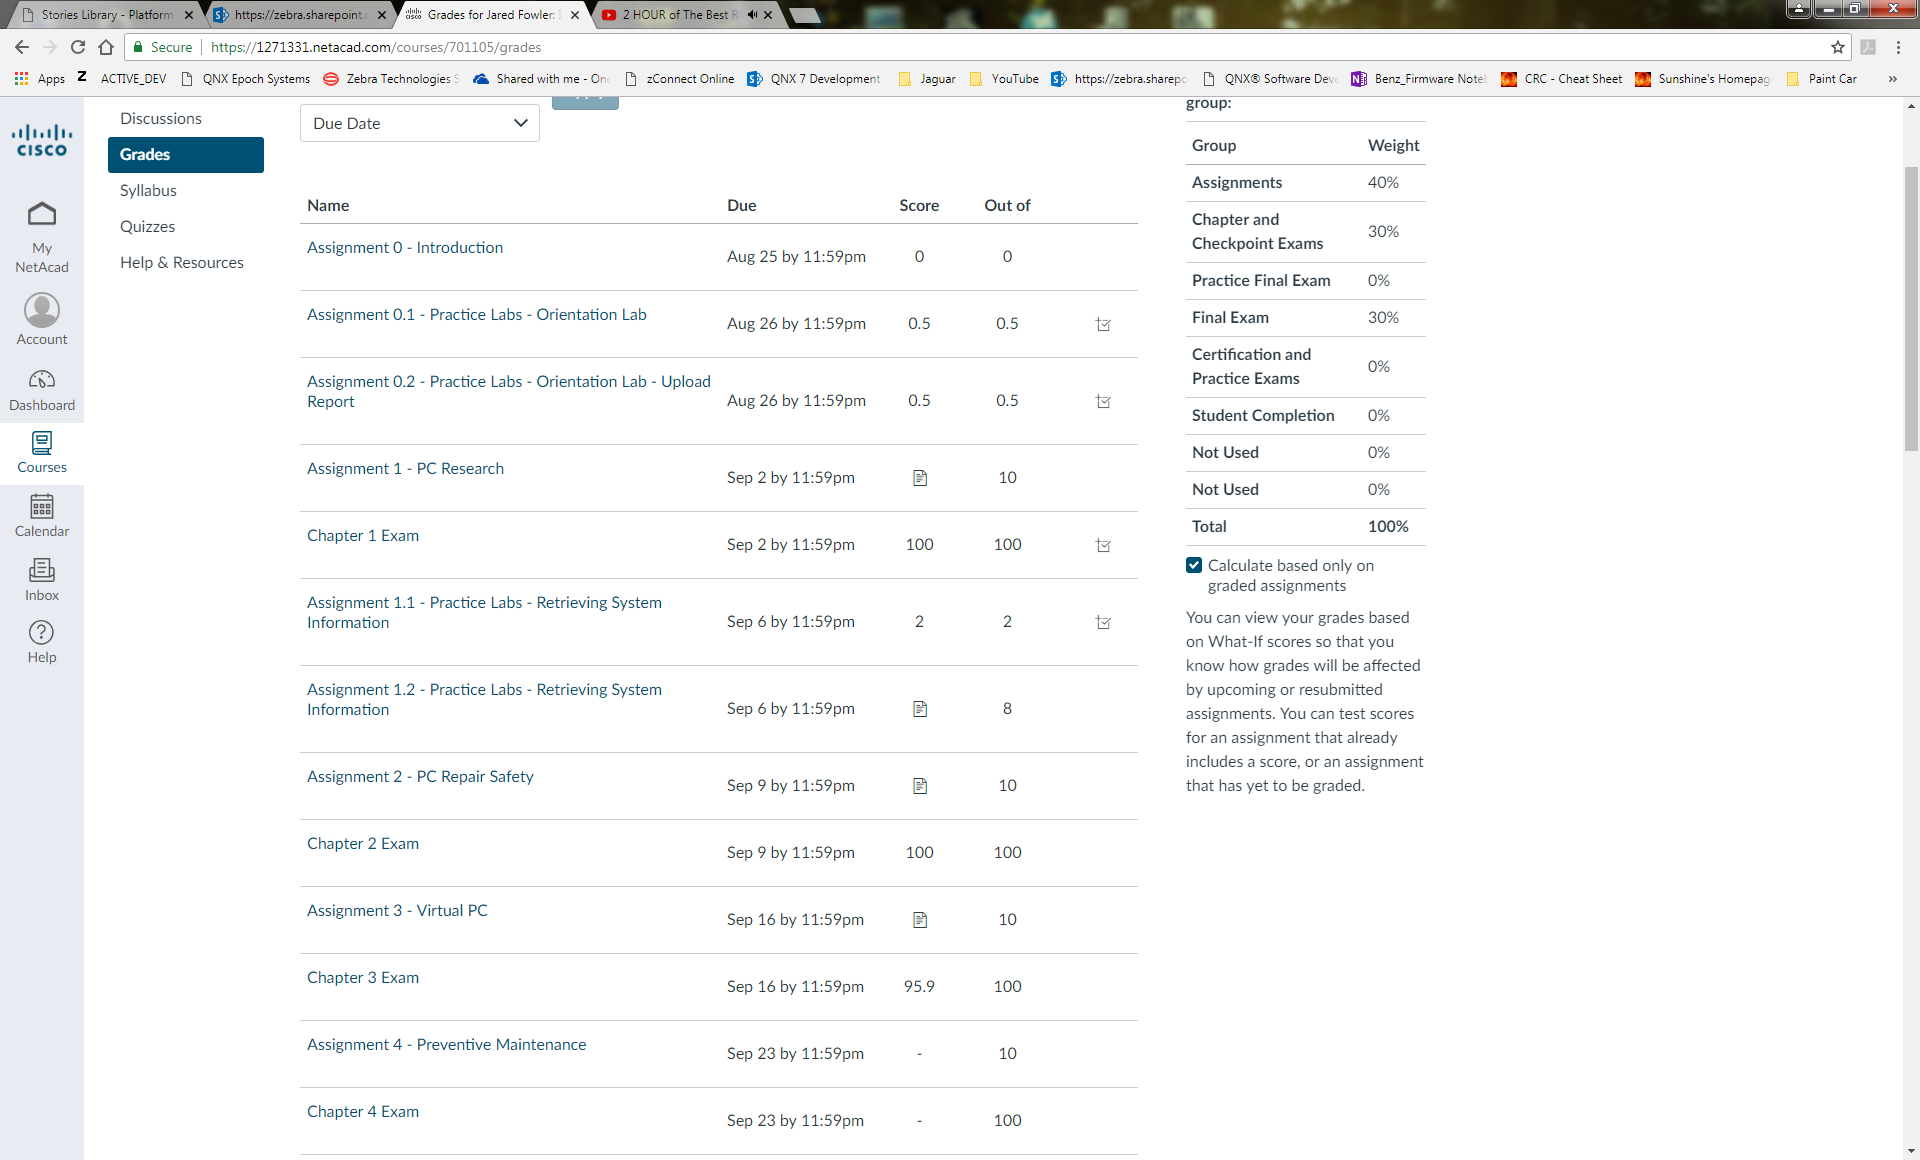 Stories Library - Platform
https://zebra.sharepoint.c
Grades for Jared Fowler:
2 HOUR of The Best R
Secure
https://1271331.netacad.com/courses/701105/grades
Apps
Z ACTIVE_DEV
QNX Epoch Systems
Zebra Technologies S
Shared with me - One
zConnect Online
QNX 7 Development
Jaguar
YouTube
https://zebra.sharepo
QNX® Software Deve
Benz_Firmware Noteb
CRC - Cheat Sheet
Sunshine's Homepag
Paint Car
»
CISCO
My
NetAcad
Account
Dashboard
Courses
Calendar
Inbox
Help
Discussions
Grades
Syllabus
Quizzes
Help & Resources
Due Date
Name Due Score Out of
Assignment 0 - Introduction
Aug 25 by 11:59pm 0 0
Assignment 0.1 - Practice Labs - Orientation Lab
Aug 26 by 11:59pm 0.5 0.5
Assignment 0.2 - Practice Labs - Orientation Lab - Upload
Report
Aug 26 by 11:59pm 0.5 0.5
Assignment 1 - PC Research
Sep 2 by 11:59pm 10
Chapter 1 Exam
Sep 2 by 11:59pm 100 100
Assignment 1.1 - Practice Labs - Retrieving System
Information
Sep 6 by 11:59pm 2 2
Assignment 1.2 - Practice Labs - Retrieving System
Information
Sep 6 by 11:59pm 8
Assignment 2 - PC Repair Safety
Sep 9 by 11:59pm 10
Chapter 2 Exam
Sep 9 by 11:59pm 100 100
Assignment 3 - Virtual PC
Sep 16 by 11:59pm 10
Chapter 3 Exam
Sep 16 by 11:59pm 95.9 100
Assignment 4 - Preventive Maintenance
Sep 23 by 11:59pm - 10
Chapter 4 Exam
Sep 23 by 11:59pm - 100
group:
Group Weight
Assignments 40%
Chapter and
Checkpoint Exams
30%
Practice Final Exam 0%
Final Exam 30%
Certification and
Practice Exams
0%
Student Completion 0%
Not Used 0%
Not Used 0%
Total 100%
Calculate based only on
graded assignments
You can view your grades based
on What-If scores so that you
know how grades will be affected
by upcoming or resubmitted
assignments. You can test scores
for an assignment that already
includes a score, or an assignment
that has yet to be graded.